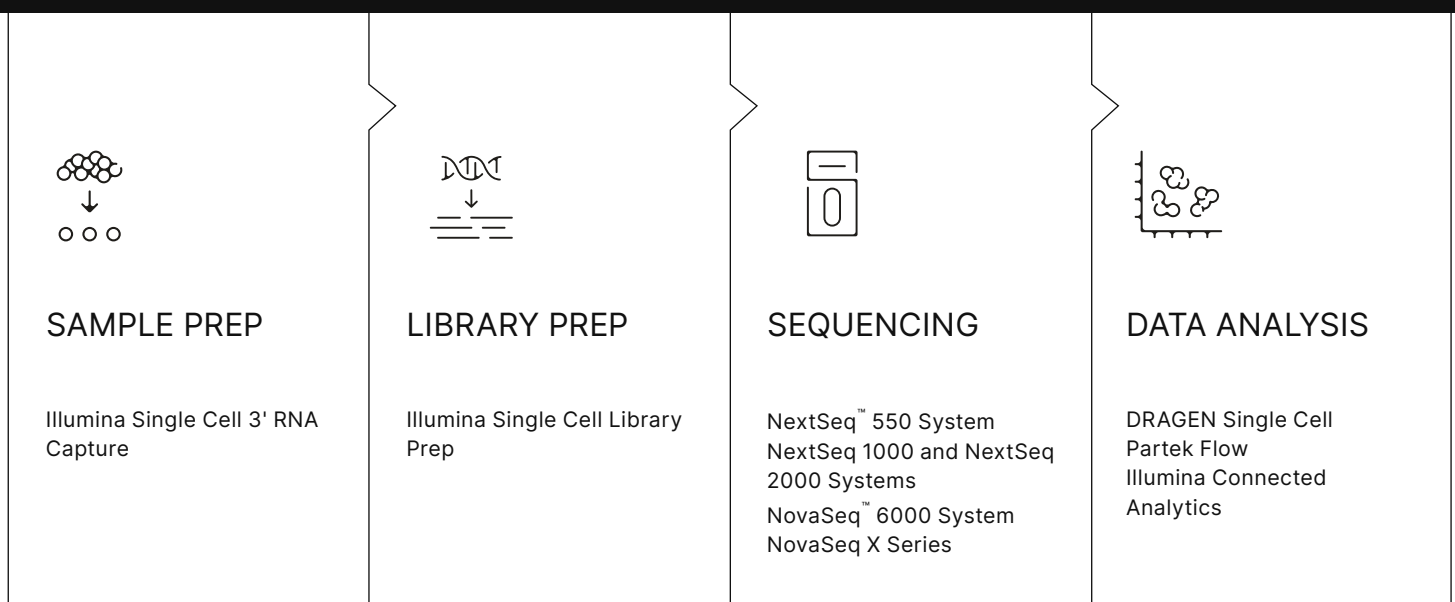 SAMPLE PREP
Illumina Single Cell 3' RNA
Capture
LIBRARY PREP
Illumina Single Cell Library
Prep
SEQUENCING
NextSeq™ 550 System
NextSeq 1000 and NextSeq
2000 Systems
NovaSeq™ 6000 System
NovaSeq X Series
DATA ANALYSIS
DRAGEN Single Cell
Partek Flow
Illumina Connected
Analytics